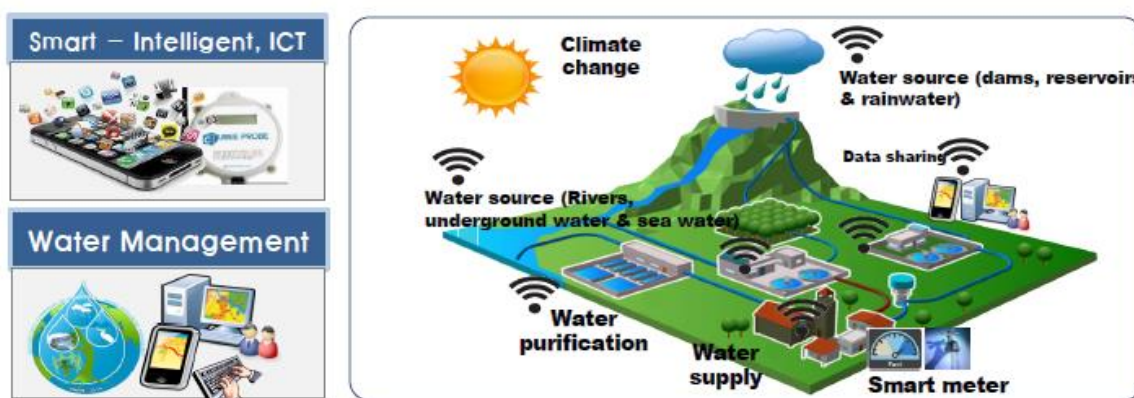 Smart – Intelligent, ICT
Water Management
Climate
change
Water source (dams, reservoirs
& rainwater)
Data sharing
Water source (Rivers,
underground water & sea water)
Water
purification
Water
supply
Smart meter